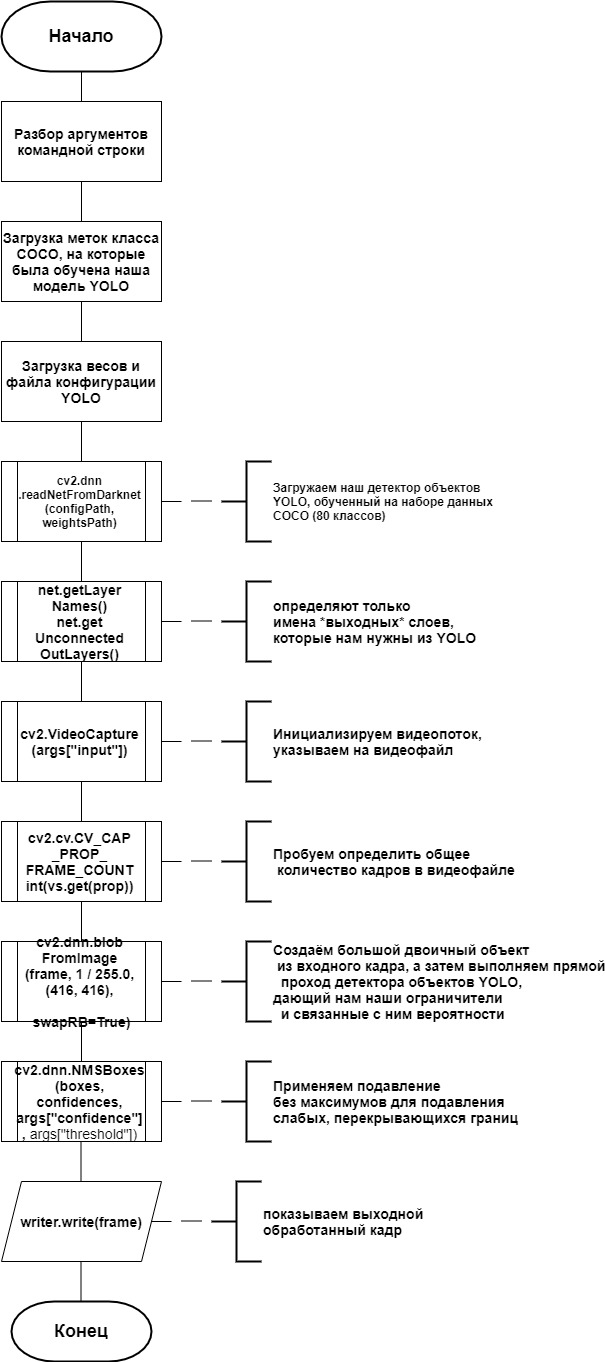 Начало
Разбор аргументов
командной строки
Загрузка меток класса
COCO, на которые
была обучена наша
модель YOLO
Загрузка весов и
файла конфигурации
YOLO
cv2.dnn
.readNetFromDarknet
(configPath,
weightsPath)
Загружаем наш детектор объектов
YOLO, обученный на наборе данных
COCO (80 классов)
net.getLayer
Names()
net.get
Unconnected
OutLayers()
определяют только
имена *выходных* слоев,
которые нам нужны из YOLO
cv2.VideoCapture
(args["input"])
Инициализируем видеопоток,
указываем на видеофайл
cv2.cv.CV_CAP
_PROP_
FRAME_COUNT
int(vs.get(prop))
Пробуем определить общее
количество кадров в видеофайле
cv2.dnn.blob
FromImage
(frame, 1 / 255.0,
(416, 416),
swapRB=True)
Создаём большой двоичный объект
из входного кадра, а затем выполняем прямой
проход детектора объектов YOLO,
дающий нам наши ограничители
и связанные с ним вероятности
cv2.dnn.NMSBoxes
(boxes,
confidences,
args["confidence"]
, args["threshold"])
Применяем подавление
без максимумов для подавления
слабых, перекрывающихся границ
writer.write(frame)
показываем выходной
обработанный кадр
Конец